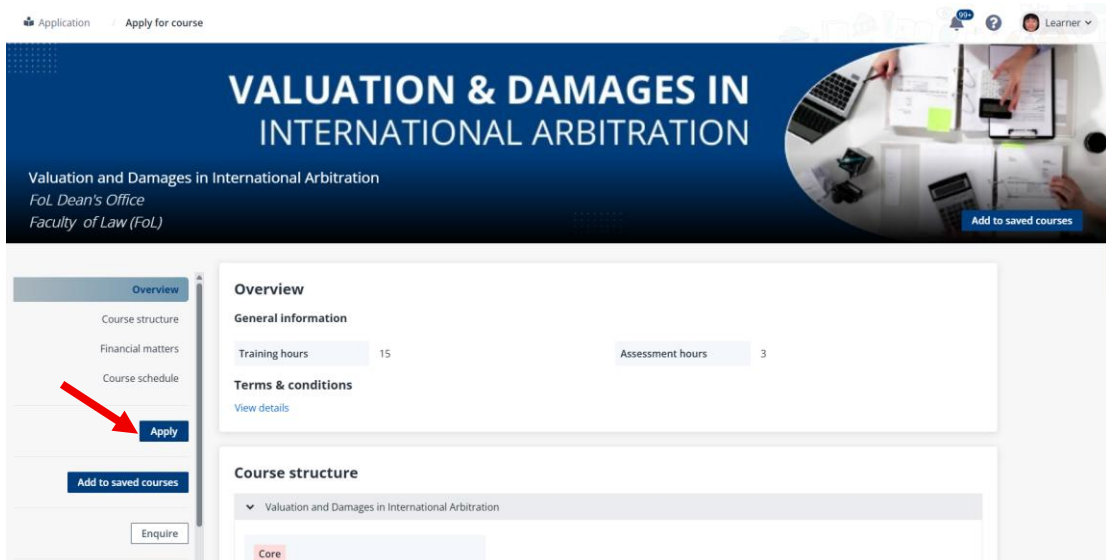 Application / Apply for course
99+
Learner
VALUATION & DAMAGES IN
INTERNATIONAL ARBITRATION
Valuation and Damages in International Arbitration
FoL Dean's Office
Faculty of Law (FoL)
Add to saved courses
Overview
Course structure
Financial matters
Course schedule
Apply
Add to saved courses
Enquire
Overview
General information
Training hours 15 Assessment hours 3
Terms & conditions
View details
Course structure
Valuation and Damages in International Arbitration
Core